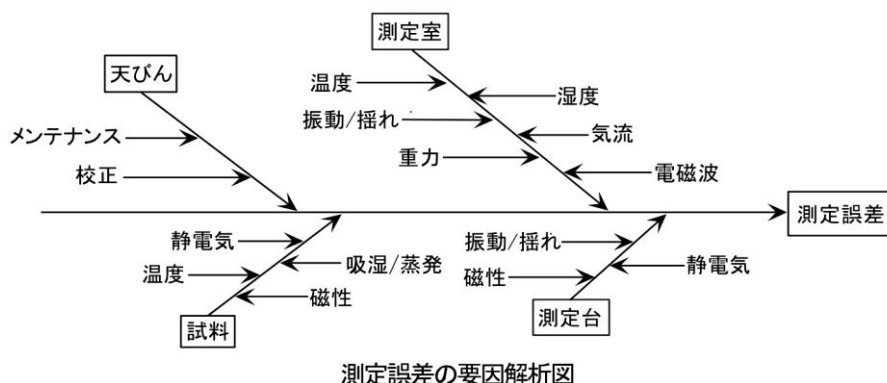 測定室
天びん
温度
湿度
振動/揺れ
メンテナンス
気流
重力
校正
電磁波
測定誤差
静電気
振動/揺れ
吸湿/蒸発
静電気
温度
磁性
磁性
試料
測定台
測定誤差の要因解析図